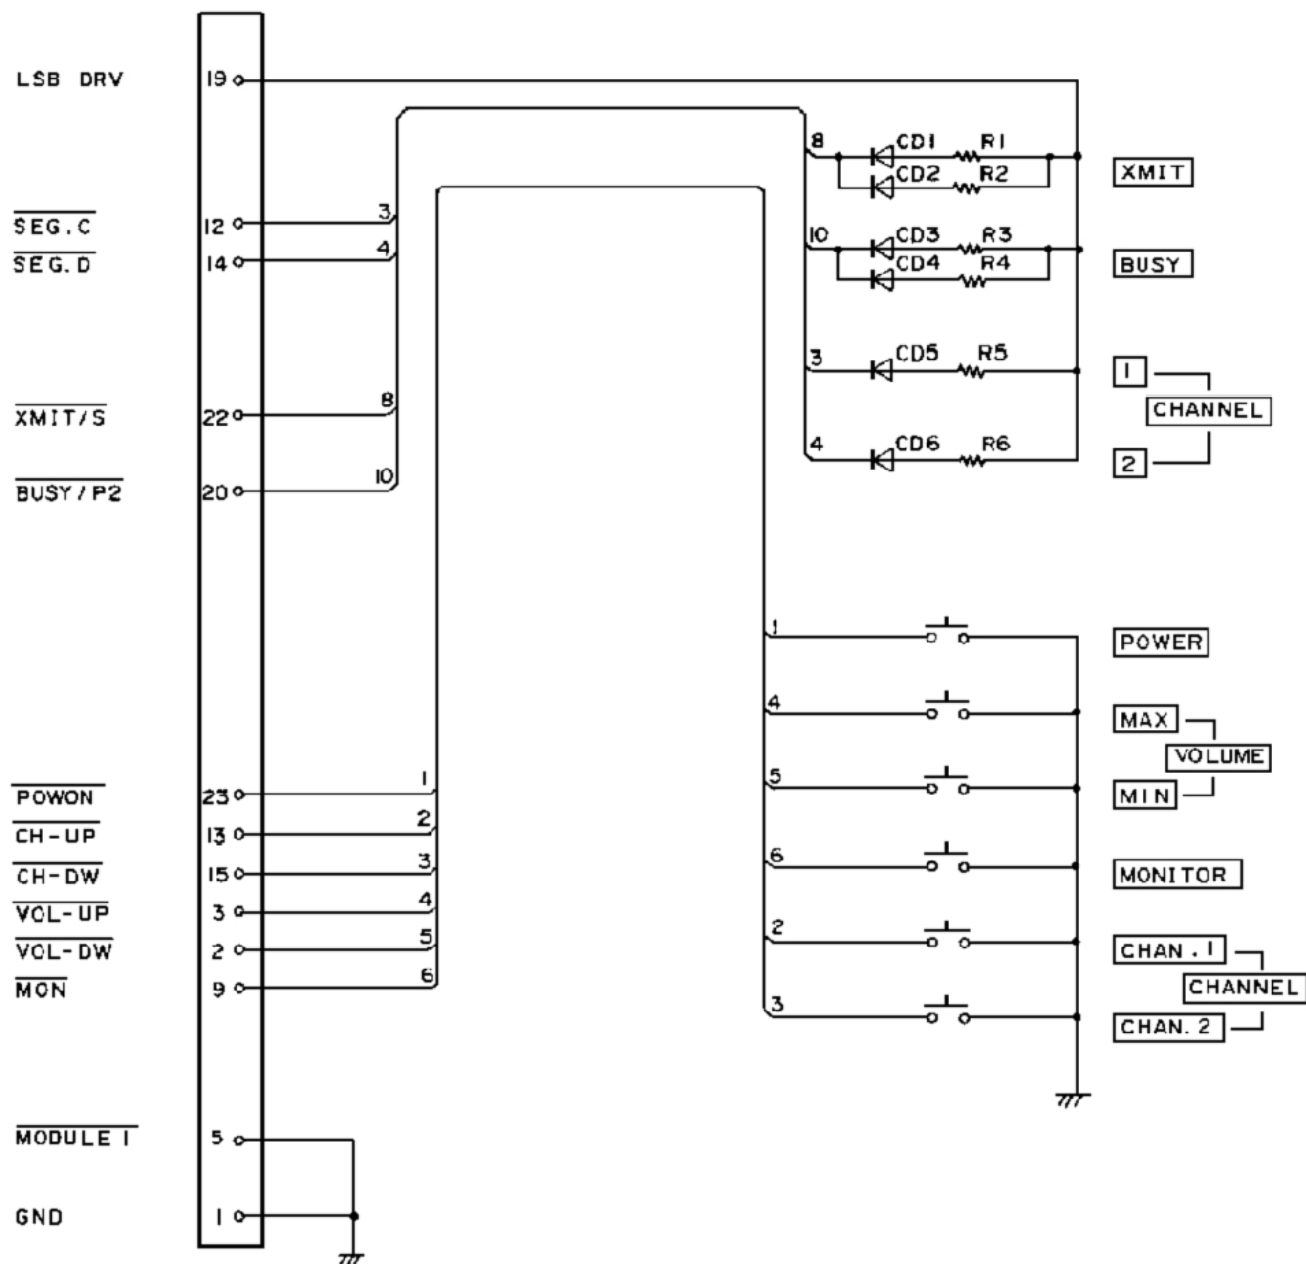 LSB DRV 19
8 CD1 R1
CD2 R2 XMIT
SEG.C 12 3
10 CD3 R3
SEG.D 14 4 CD4 R4 BUSY
3 CD5 R5 1
XMIT/S 22 8 CHANNEL
4 CD6 R6 2
BUSY/P2 20 10
1 POWER
4 MAX
VOLUME
POWON 23 1 5 MIN
CH-UP 13 2
CH-DW 15 3 6 MONITOR
VOL-UP 3 4
VOL-DW 2 5 2 CHAN.1
MON 9 6 CHANNEL
3 CHAN.2
MODULE 1 5
GND 1